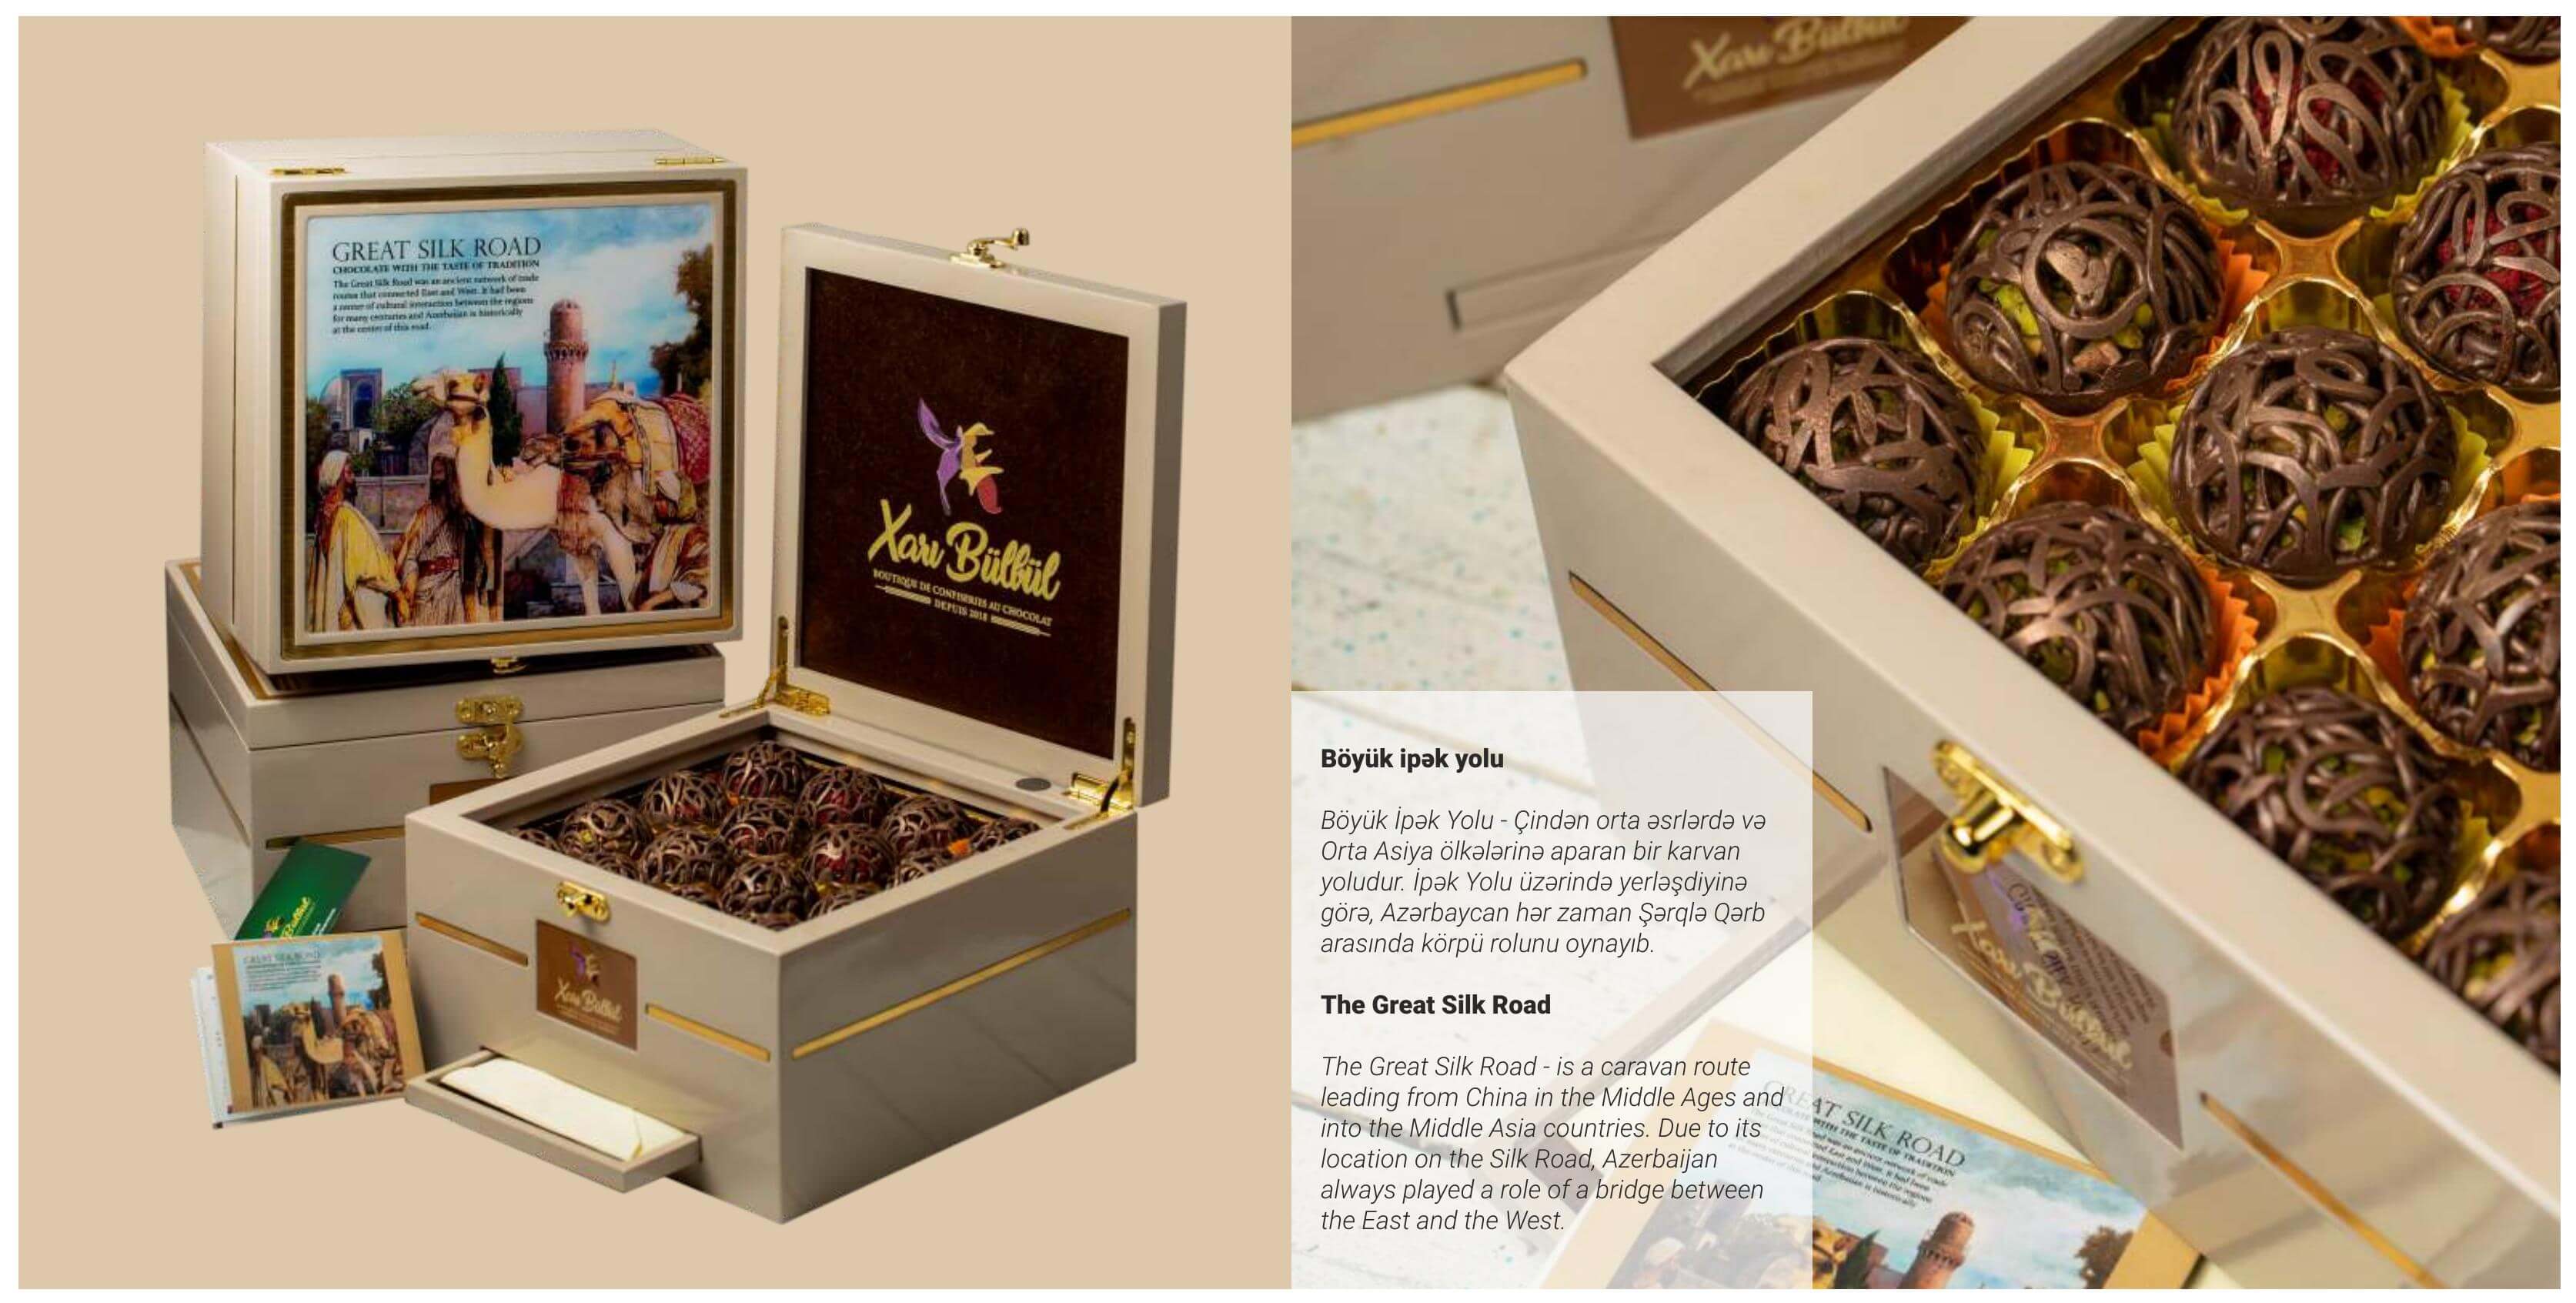 GREAT SILK ROAD
CHOCOLATE WITH THE TASTE OF TRADITION
The Great Silk Road was an ancient network of trade
routes that connected East and West. It had been
a center of cultural interaction between the regions
for many centuries and Azerbaijan is historically
at the center of this road.
Xarı Bülbül
BOUTIQUE DE CONFISERIES AU CHOCOLAT
DEPUIS 2018
Xarı Bülbül
Bülbül
GREAT SILK ROAD
Xarı Bülbül
Xarı Bülbül
Böyük ipək yolu
Böyük İpək Yolu - Çindən orta əsrlərdə və
Orta Asiya ölkələrinə aparan bir karvan
yoludur. İpək Yolu üzərində yerləşdiyinə
görə, Azərbaycan hər zaman Şərqlə Qərb
arasında körpü rolunu oynayıb.
The Great Silk Road
The Great Silk Road - is a caravan route
leading from China in the Middle Ages and
into the Middle Asia countries. Due to its
location on the Silk Road, Azerbaijan
always played a role of a bridge between
the East and the West.
GREAT SILK ROAD
WITH THE TASTE OF TRADITION